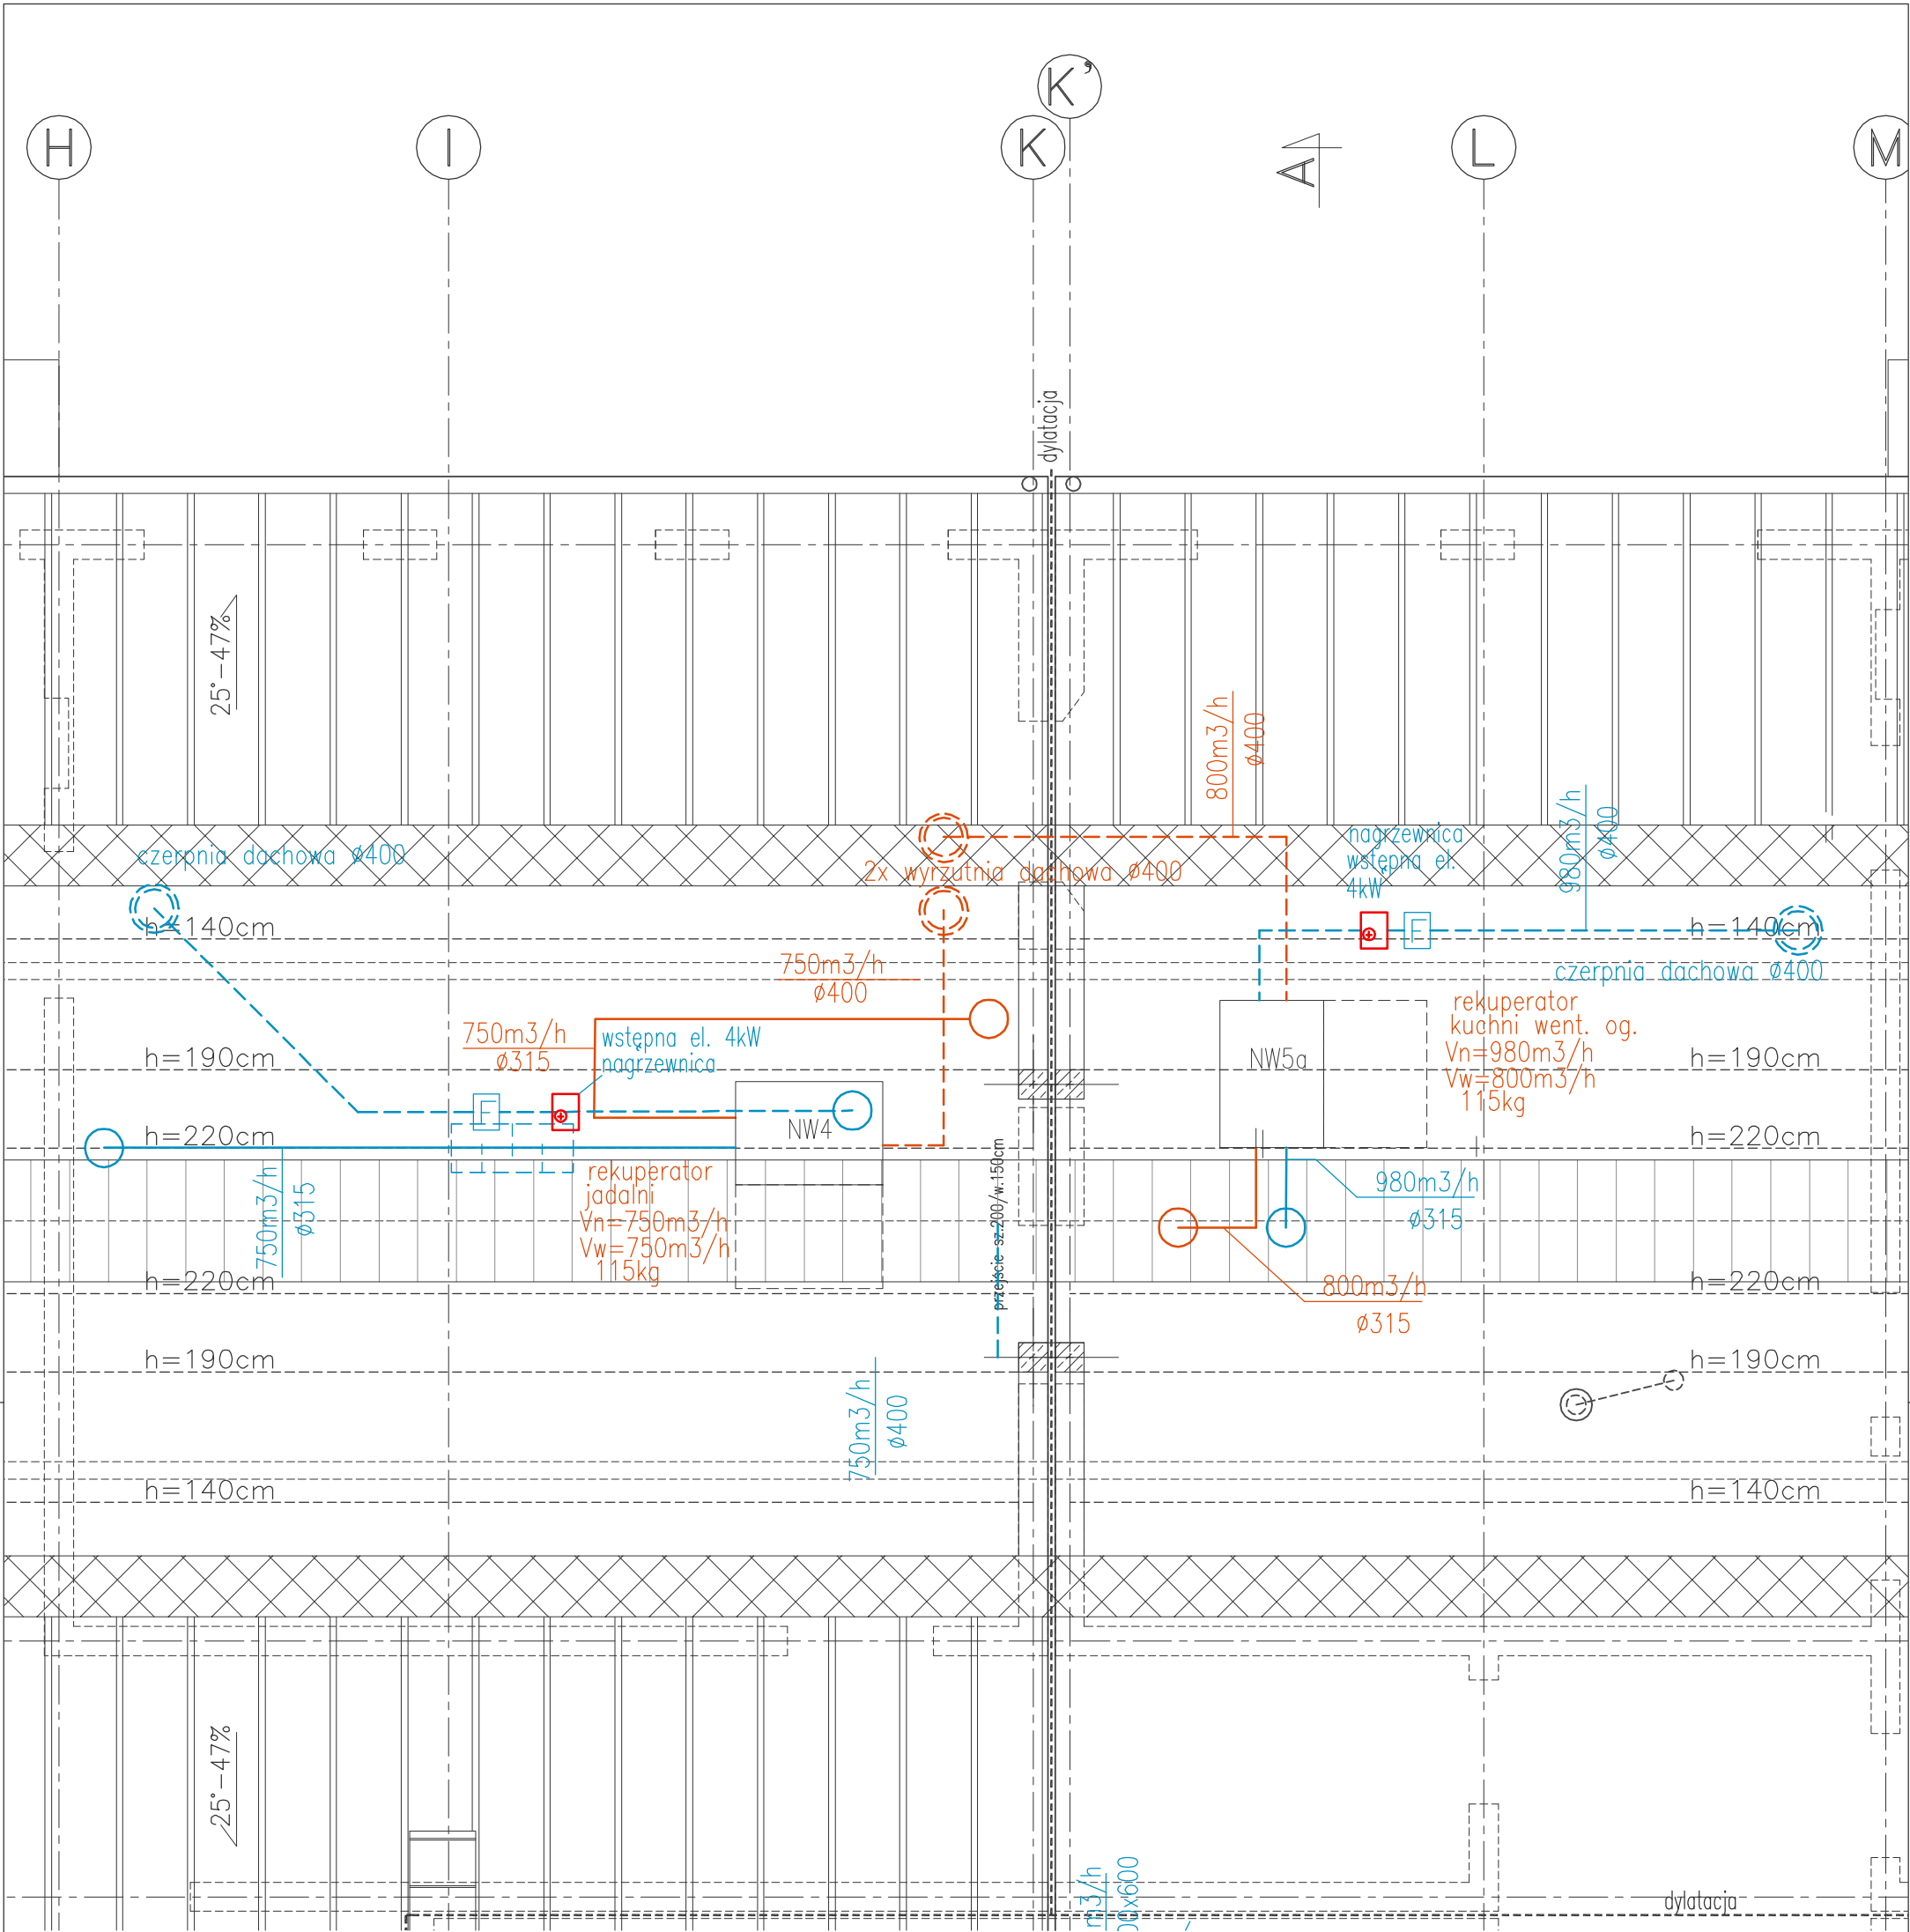 K'
H
I
K
L
M
A
dylatacja
25°-47%
800m3/h
ø400
980m3/h
ø400
nagrzewnica
wstępna el.
4kW
czerpnia dachowa ø400
2x wyrzutnia dachowa ø400
h=140cm
h=140cm
F
czerpnia dachowa ø400
750m3/h
ø400
rekuperator
kuchni went. og.
Vn=980m3/h
Vw=800m3/h
115kg
750m3/h
ø315
wstępna el. 4kW
nagrzewnica
h=190cm
NW5a
h=190cm
F
NW4
h=220cm
h=220cm
750m3/h
ø315
rekuperator
jadalni
Vn=750m3/h
Vw=750m3/h
115kg
przejście sz.200/w.150cm
980m3/h
ø315
h=220cm
800m3/h
ø315
h=220cm
h=190cm
h=190cm
750m3/h
ø400
h=140cm
h=140cm
25°-47%
m3/h
00x600
dylatacja